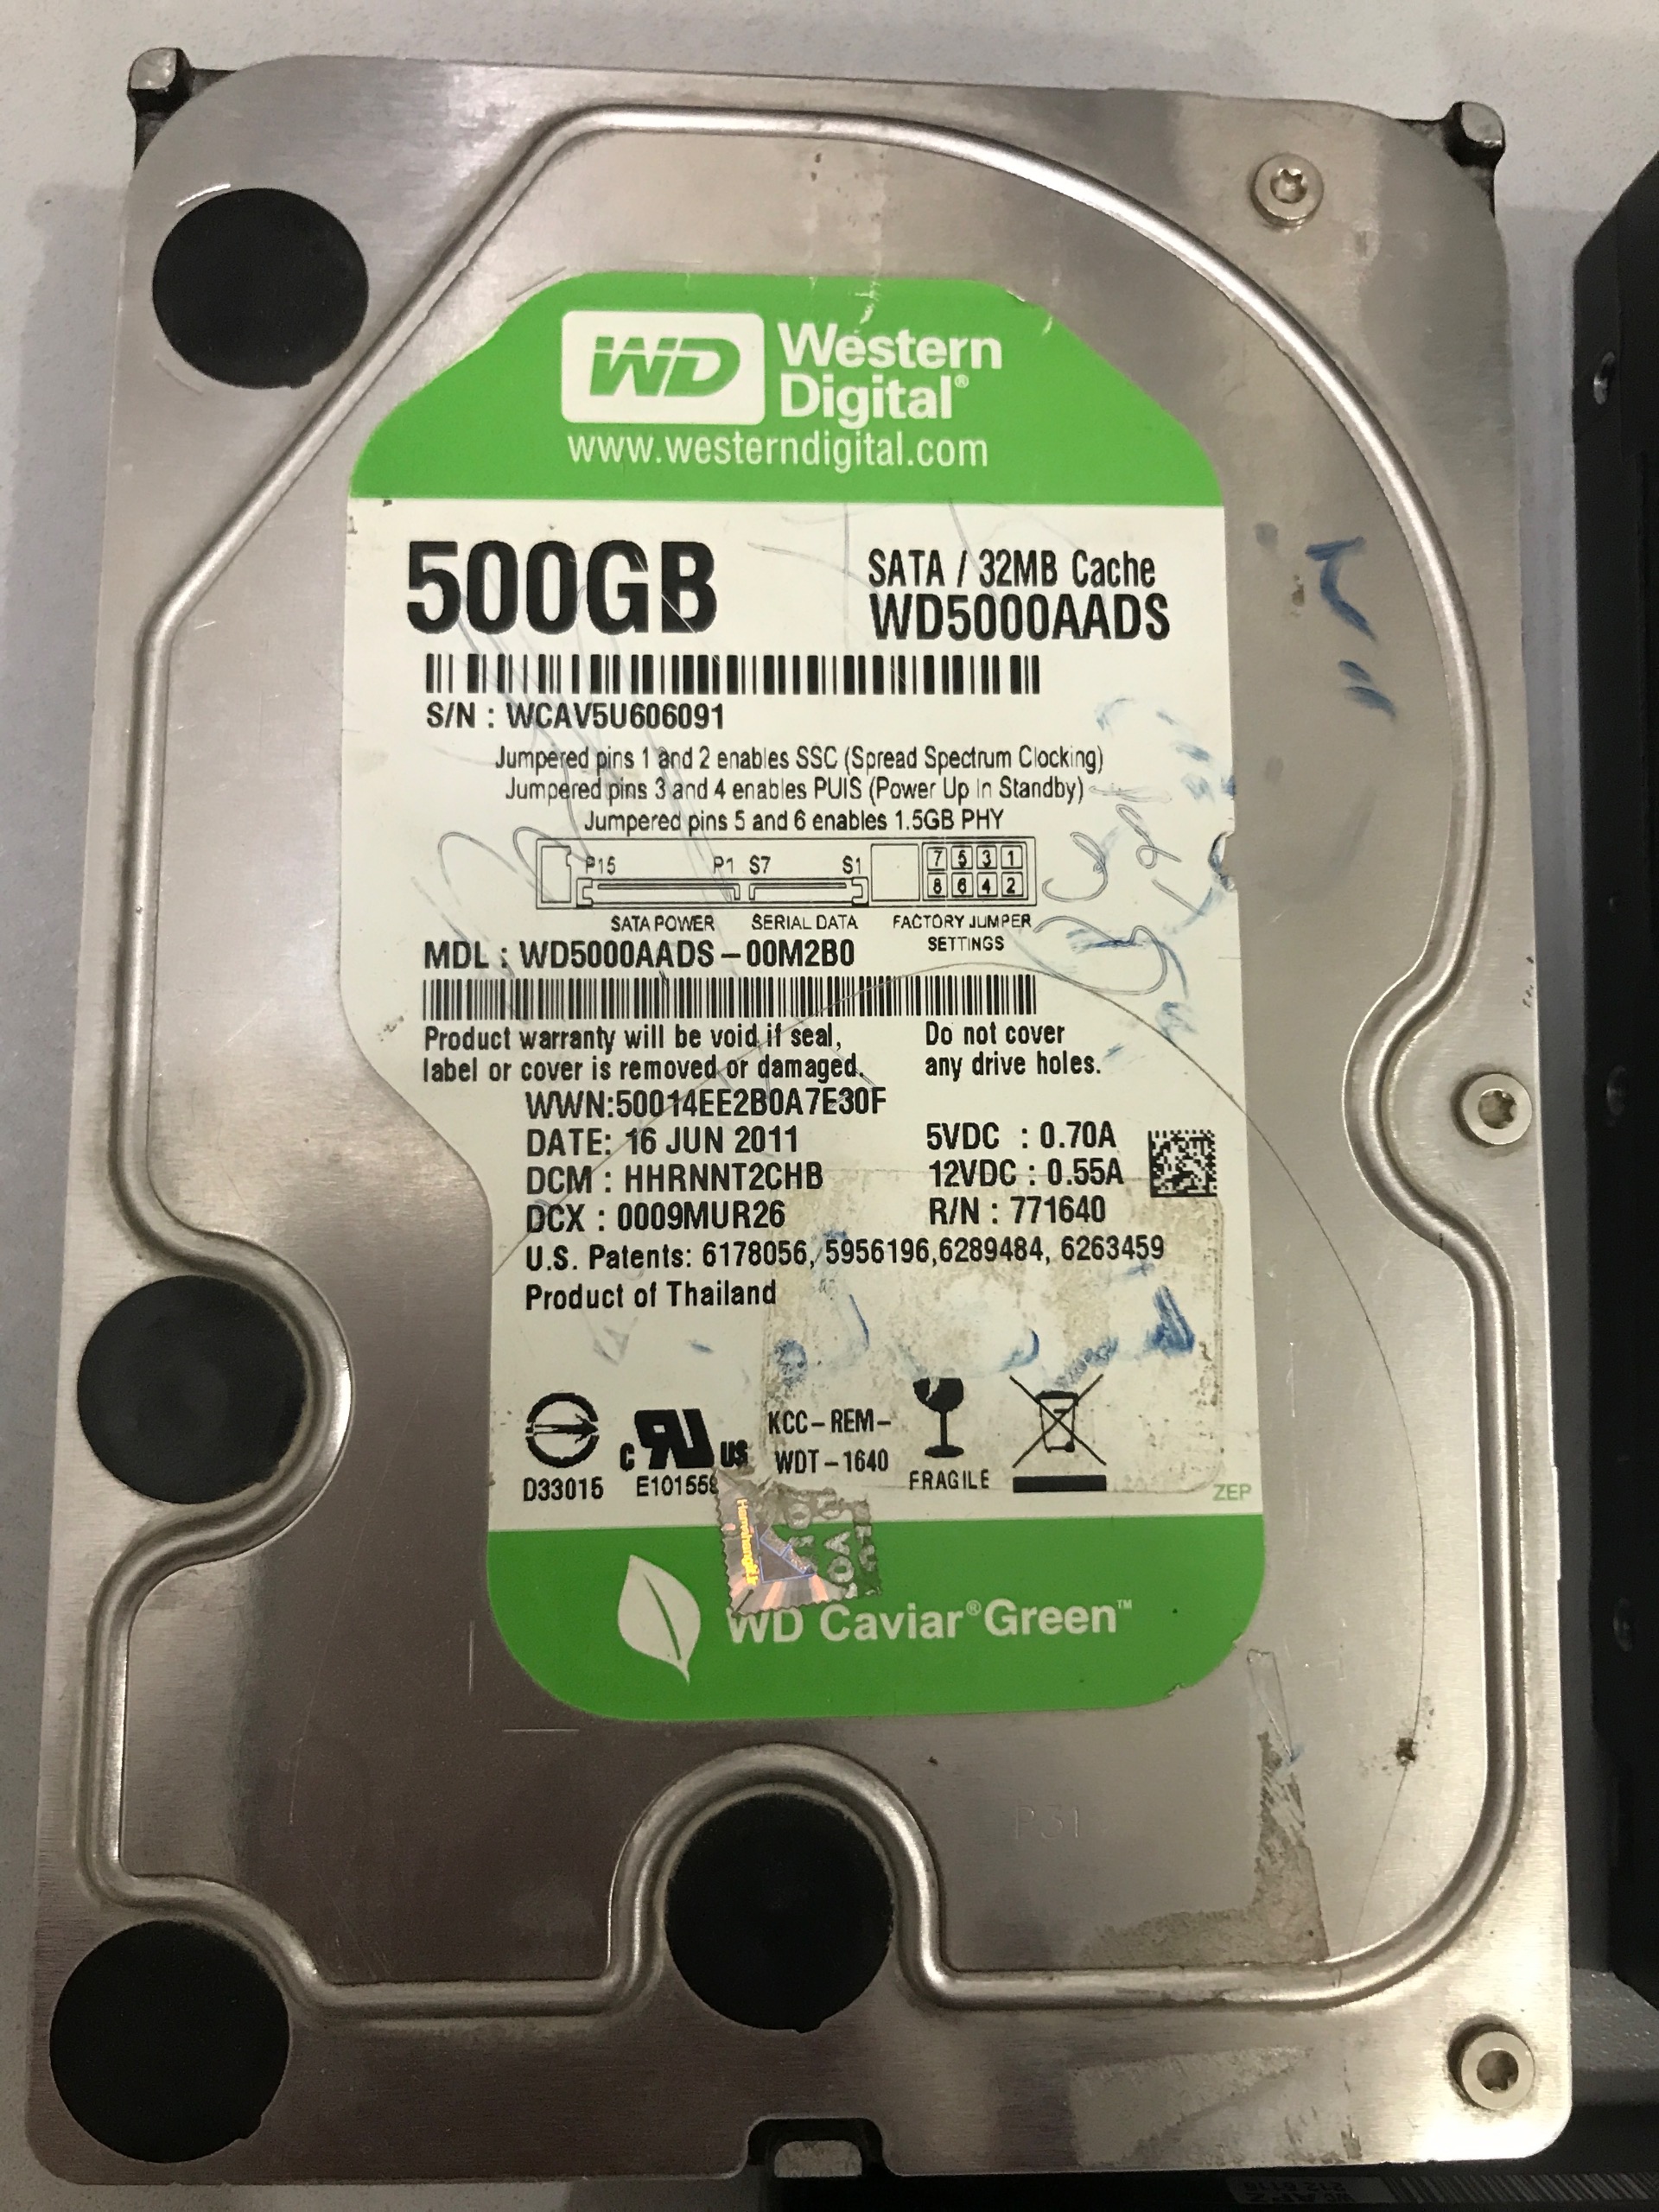 WD Western
Digital®
www.westerndigital.com
500GB
SATA / 32MB Cache
WD5000AADS
S/N : WCAV5U606091
Jumpered pins 1 and 2 enables SSC (Spread Spectrum Clocking)
Jumpered pins 3 and 4 enables PUIS (Power Up in Standby)
Jumpered pins 5 and 6 enables 1.5GB PHY
P15 P1 S7 S1 7 5 3 1
8 6 4 2
SATA POWER SERIAL DATA FACTORY JUMPER
SETTINGS
MDL : WD5000AADS-00M2B0
Product warranty will be void if seal,
label or cover is removed or damaged.
Do not cover
any drive holes.
WWN:50014EE2B0A7E30F
DATE: 16 JUN 2011
DCM : HHRNNT2CHB
DCX : 0009MUR26
5VDC : 0.70A
12VDC : 0.55A
R/N : 771640
U.S. Patents: 6178056, 5956196,6289484, 6263459
Product of Thailand
D33015
C RU US
E101559
KCC-REM-
WDT-1640
FRAGILE
ZEP
WD Caviar® Green™
P31